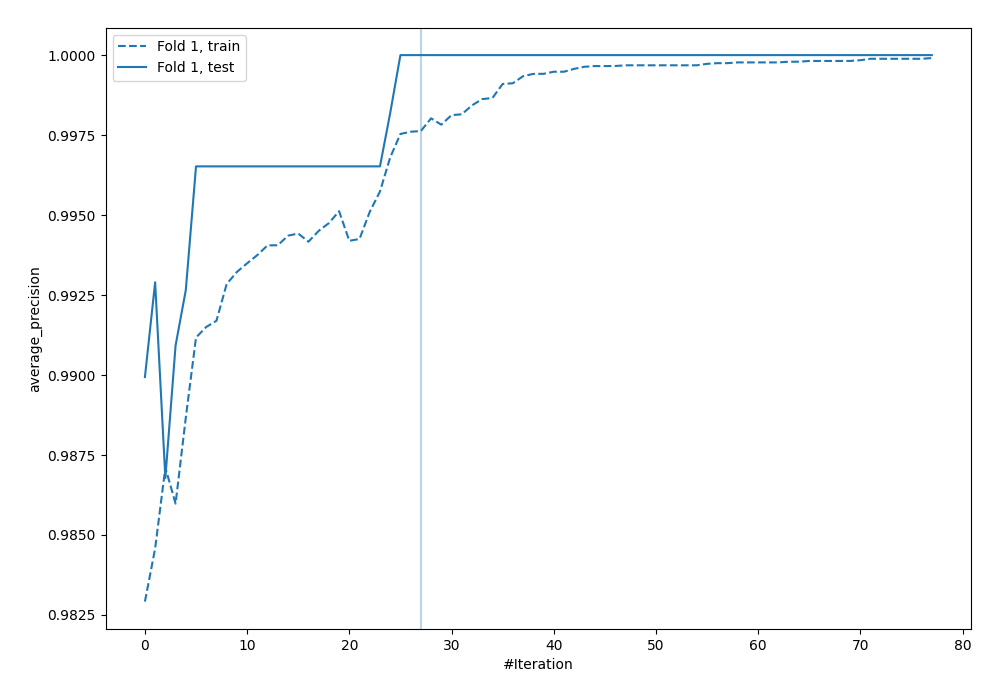 Fold 1, train
Fold 1, test
1.0000
0.9975
0.9950
0.9925
0.9900
0.9875
0.9850
0.9825
average_precision
0 10 20 30 40 50 60 70 80
#Iteration